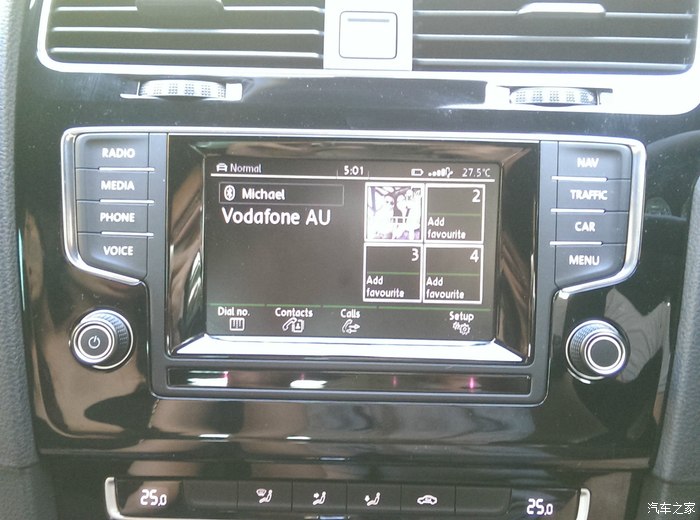 RADIO
MEDIA
PHONE
VOICE
Normal
5:01
27.5°C
Michael
Vodafone AU
2
Add
favourite
3
Add
favourite
4
Add
favourite
Dial no.
Contacts
Calls
Setup
NAV
TRAFFIC
CAR
MENU
25.0
25.0
汽车之家